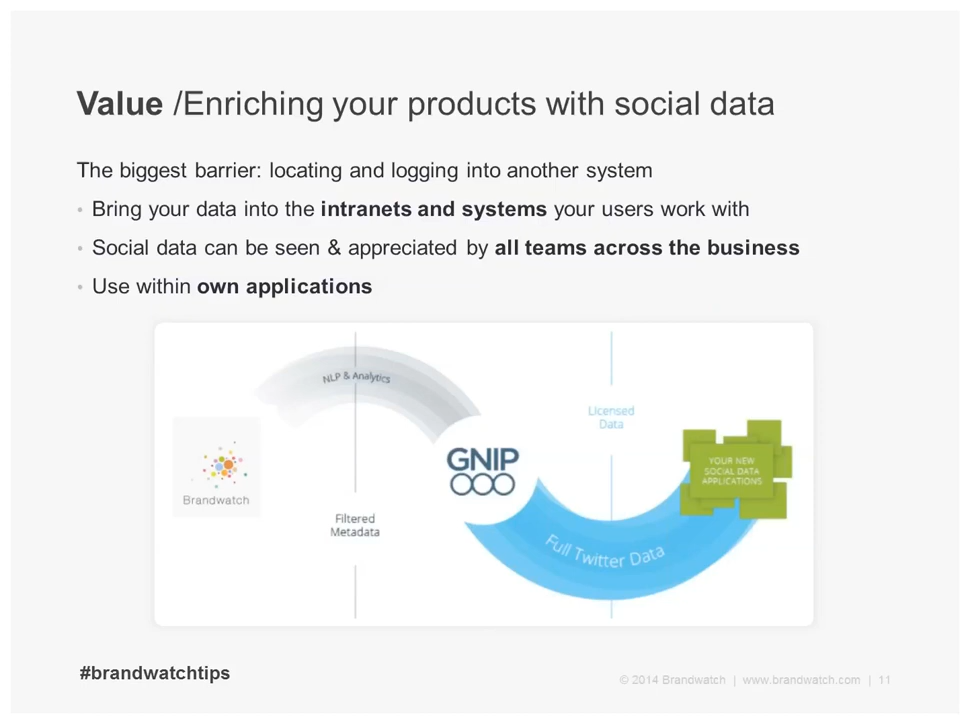 Value /Enriching your products with social data
The biggest barrier: locating and logging into another system
• Bring your data into the intranets and systems your users work with
• Social data can be seen & appreciated by all teams across the business
• Use within own applications
NLP & Analytics
Licensed
Data
GNIP
YOUR NEW
SOCIAL DATA
APPLICATIONS
Brandwatch
Filtered
Metadata
Full Twitter Data
#brandwatchtips
© 2014 Brandwatch | www.brandwatch.com | 11